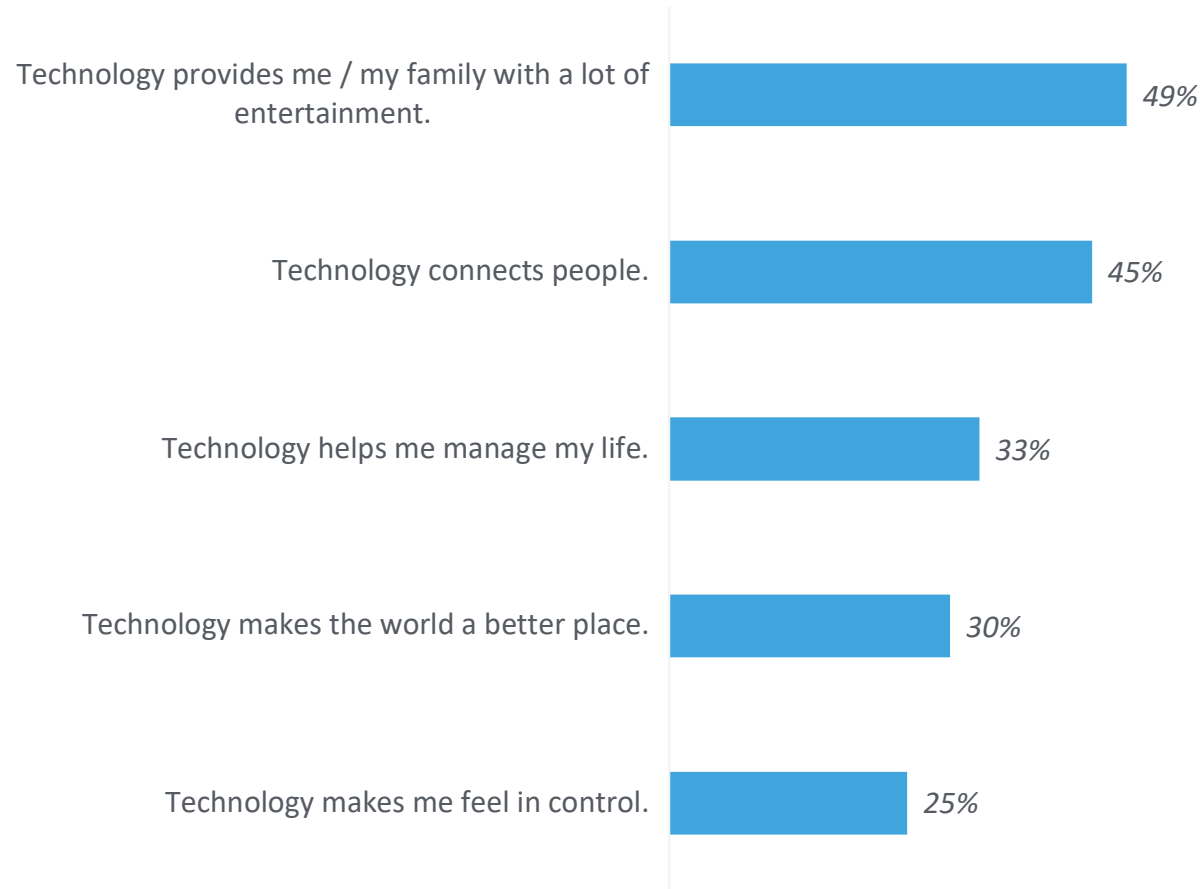 Technology provides me / my family with a lot of
entertainment.
49%
Technology connects people.
45%
Technology helps me manage my life.
33%
Technology makes the world a better place.
30%
Technology makes me feel in control.
25%